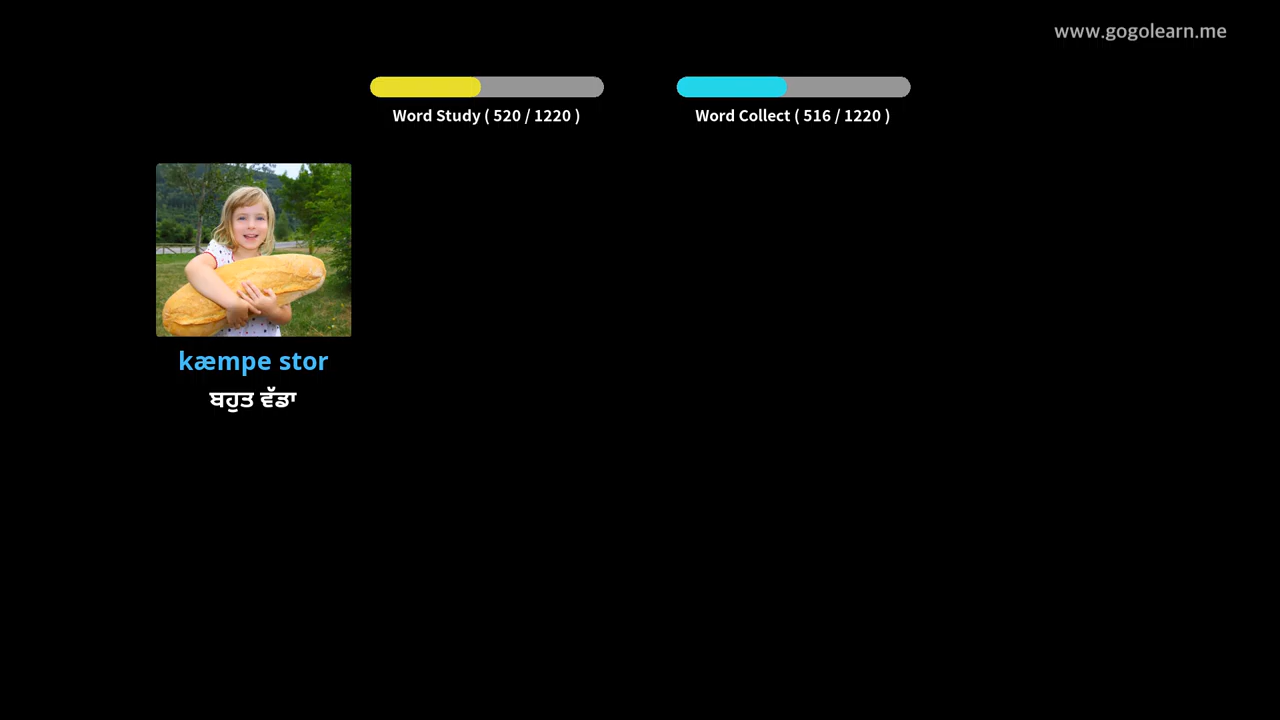 www.gogolearn.me
Word Study ( 520 / 1220 )
Word Collect ( 516 / 1220 )
kæmpe stor
ਬਹੁਤ ਵੱਡਾ